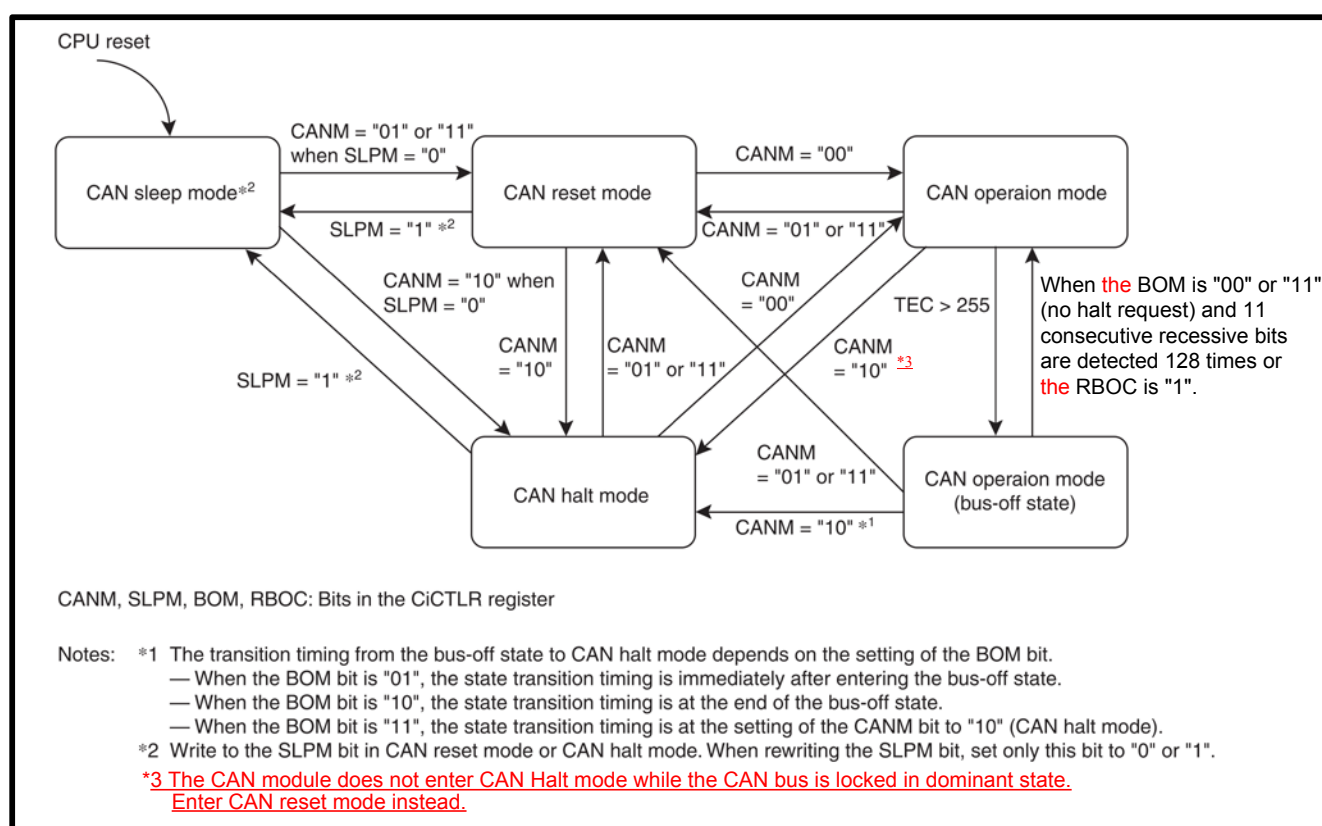 CPU reset
CANM = "01" or "11"
when SLPM = "0"
CANM = "00"
CAN sleep mode*2
CAN reset mode
CAN operaion mode
SLPM = "1" *2
CANM = "01" or "11"
CANM = "10" when
SLPM = "0"
CANM
= "00"
TEC > 255
When the BOM is "00" or "11"
(no halt request) and 11
consecutive recessive bits
are detected 128 times or
the RBOC is "1".
SLPM = "1" *2
CANM
= "10"
CANM
= "01" or "11"
CANM
= "10" *3
CAN halt mode
CANM
= "01" or "11"
CAN operaion mode
(bus-off state)
CANM = "10" *1
CANM, SLPM, BOM, RBOC: Bits in the CiCTLR register
Notes: *1 The transition timing from the bus-off state to CAN halt mode depends on the setting of the BOM bit.
— When the BOM bit is "01", the state transition timing is immediately after entering the bus-off state.
— When the BOM bit is "10", the state transition timing is at the end of the bus-off state.
— When the BOM bit is "11", the state transition timing is at the setting of the CANM bit to "10" (CAN halt mode).
*2 Write to the SLPM bit in CAN reset mode or CAN halt mode. When rewriting the SLPM bit, set only this bit to "0" or "1".
*3 The CAN module does not enter CAN Halt mode while the CAN bus is locked in dominant state.
Enter CAN reset mode instead.